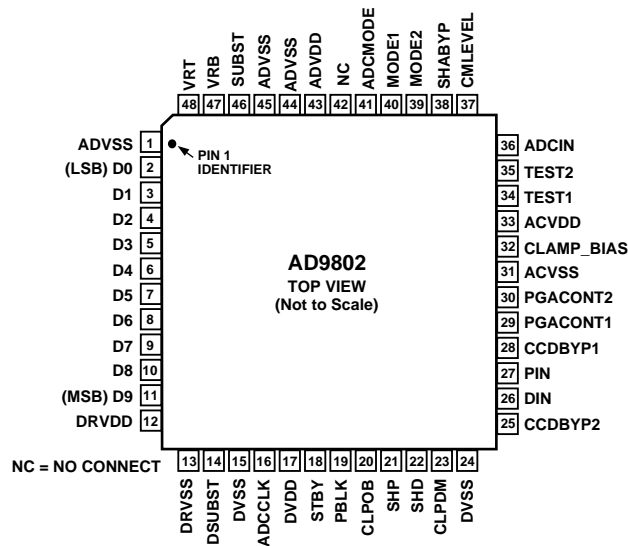 VRT
VRB
SUBST
ADVSS
ADVSS
ADVDD
NC
ADCMODE
MODE1
MODE2
SHABYP
CMLEVEL
48 47 46 45 44 43 42 41 40 39 38 37
ADVSS 1
(LSB) D0 2
D1 3
D2 4
D3 5
D4 6
D5 7
D6 8
D7 9
D8 10
(MSB) D9 11
DRVDD 12
PIN 1
IDENTIFIER
AD9802
TOP VIEW
(Not to Scale)
36 ADCIN
35 TEST2
34 TEST1
33 ACVDD
32 CLAMP_BIAS
31 ACVSS
30 PGACONT2
29 PGACONT1
28 CCDBYP1
27 PIN
26 DIN
25 CCDBYP2
NC = NO CONNECT
13 14 15 16 17 18 19 20 21 22 23 24
DRVSS
DSUBST
DVSS
ADCCLK
DVDD
STBY
PBLK
CLPOB
SHP
SHD
CLPDM
DVSS